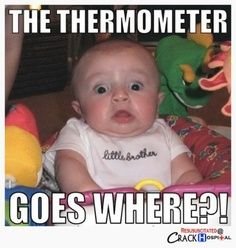 THE THERMOMETER
little brother
GOES WHERE?!
RESUSCITATED
CRACK HOSPITAL